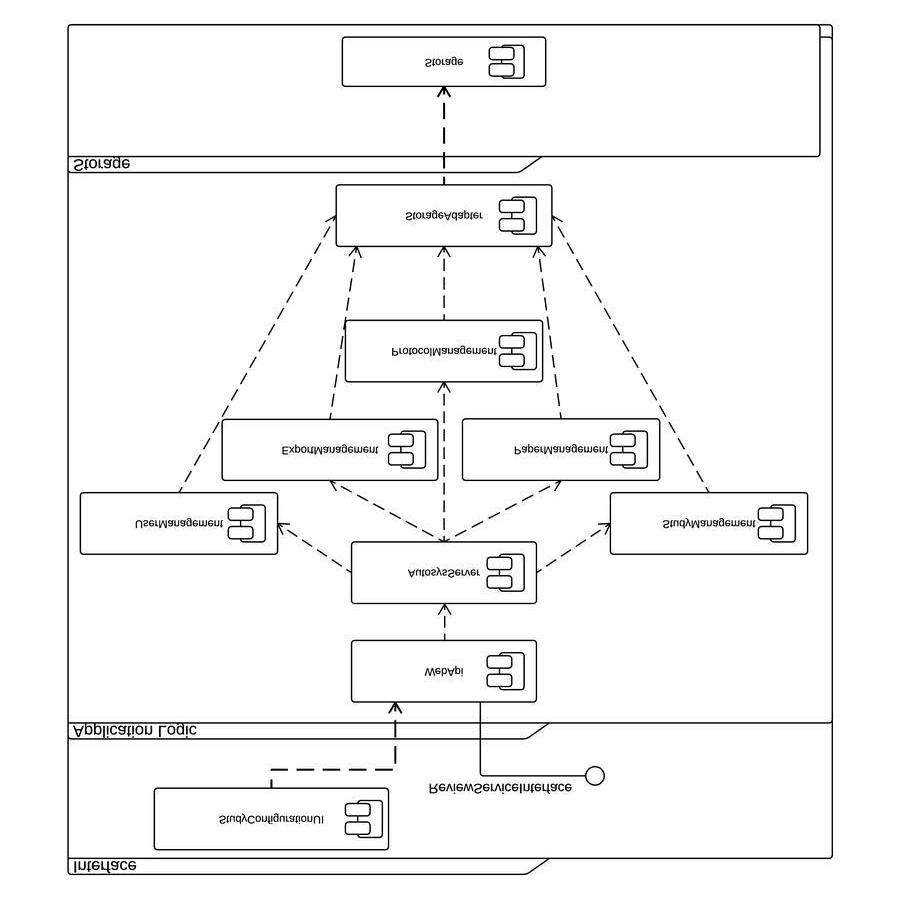 Storage
Storage
StorageAdapter
ProtocolManagement
ExportManagement
PaperManagement
UserManagement
StudyManagement
AutosysServer
WebApi
Application Logic
ReviewServiceInterface
StudyConfigurationUI
Interface